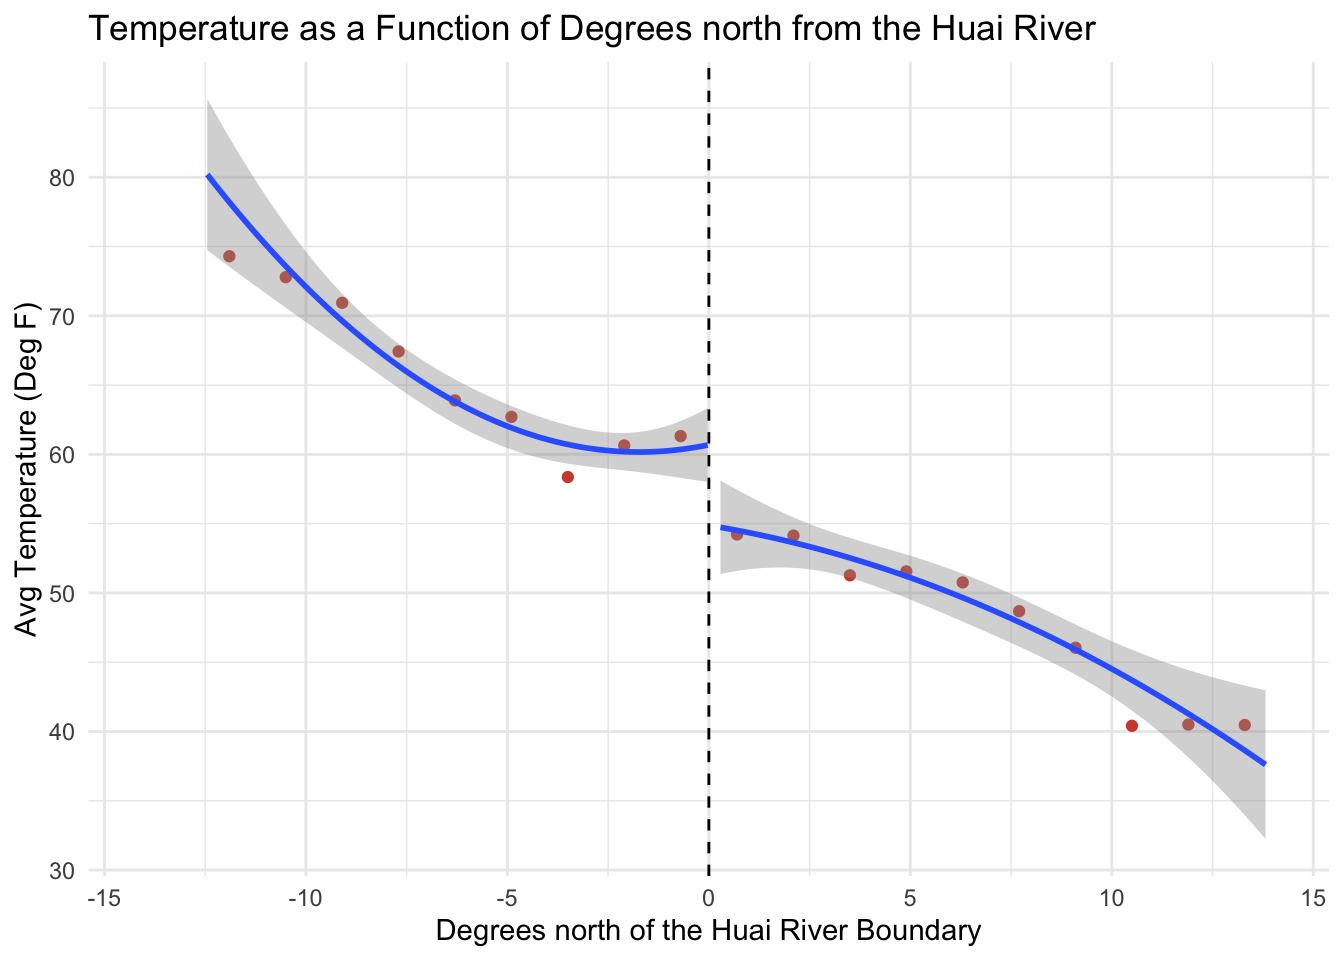 Temperature as a Function of Degrees north from the Huai River
Avg Temperature (Deg F)
80
70
60
50
40
30
-15 -10 -5 0 5 10 15
Degrees north of the Huai River Boundary